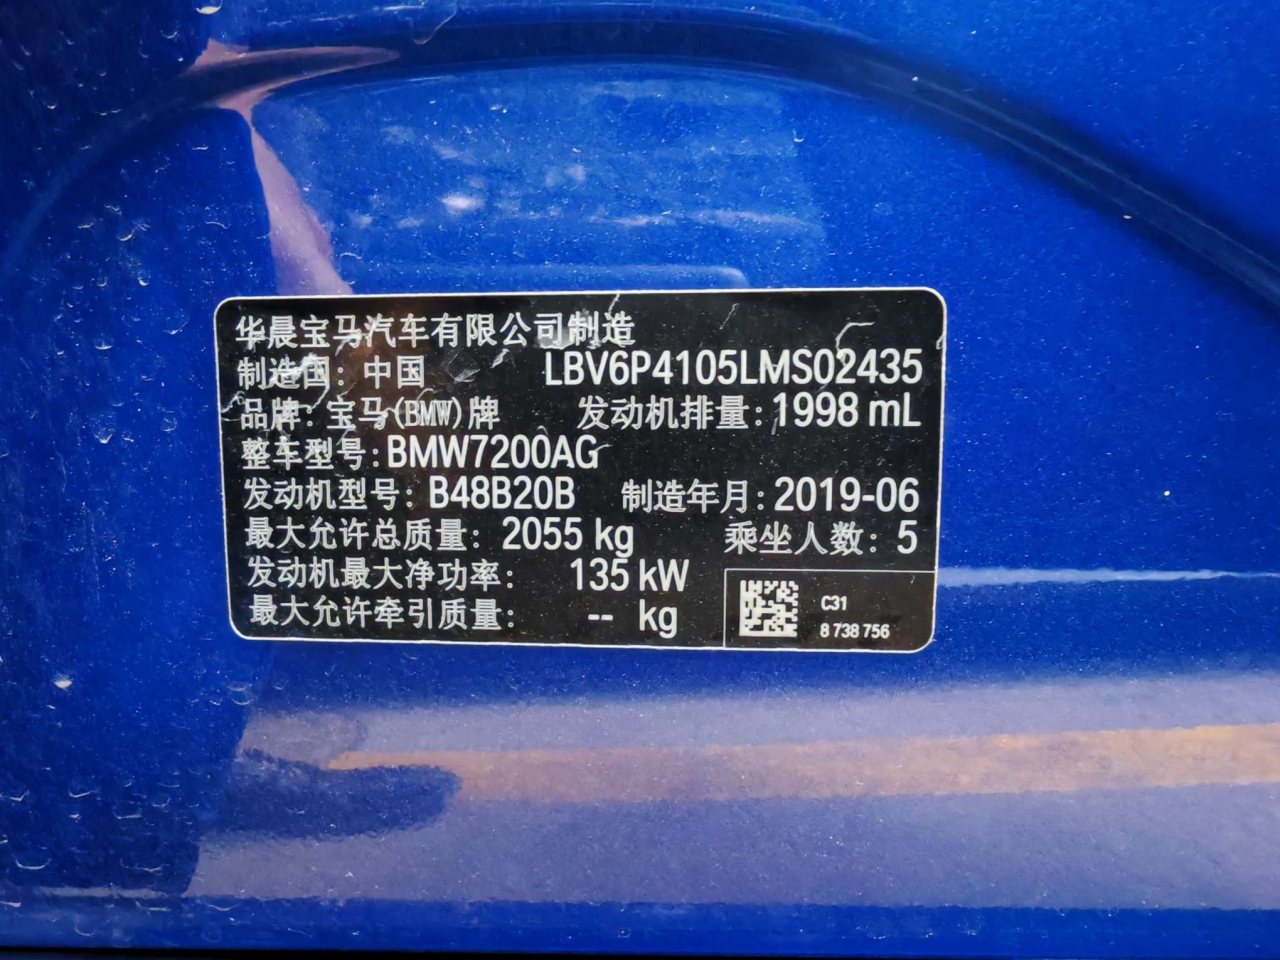 华晨宝马汽车有限公司制造
制造国：中国 LBV6P4105LMS02435
品牌：宝马(BMW)牌 发动机排量：1998 mL
整车型号：BMW7200AG
发动机型号：B48B20B 制造年月：2019-06
最大允许总质量：2055 kg 乘坐人数：5
发动机最大净功率：135 kW
最大允许牵引质量：-- kg
C31
8 738 756